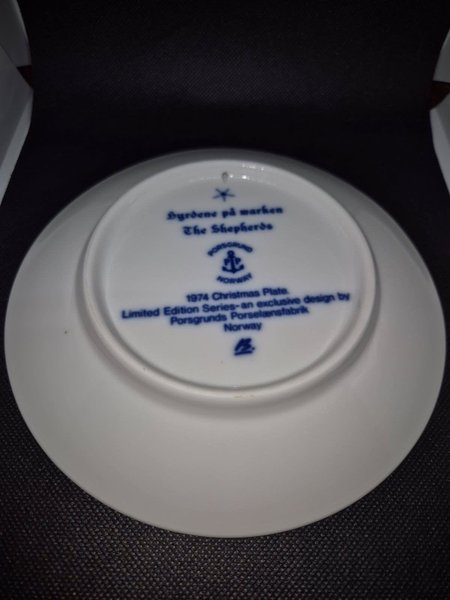 Hyrdene på marken
The Shepherds
PORSGRUND
NORWAY
1974 Christmas Plate
Limited Edition Series-an exclusive design by
Porsgrunds Porselænsfabrik
Norway